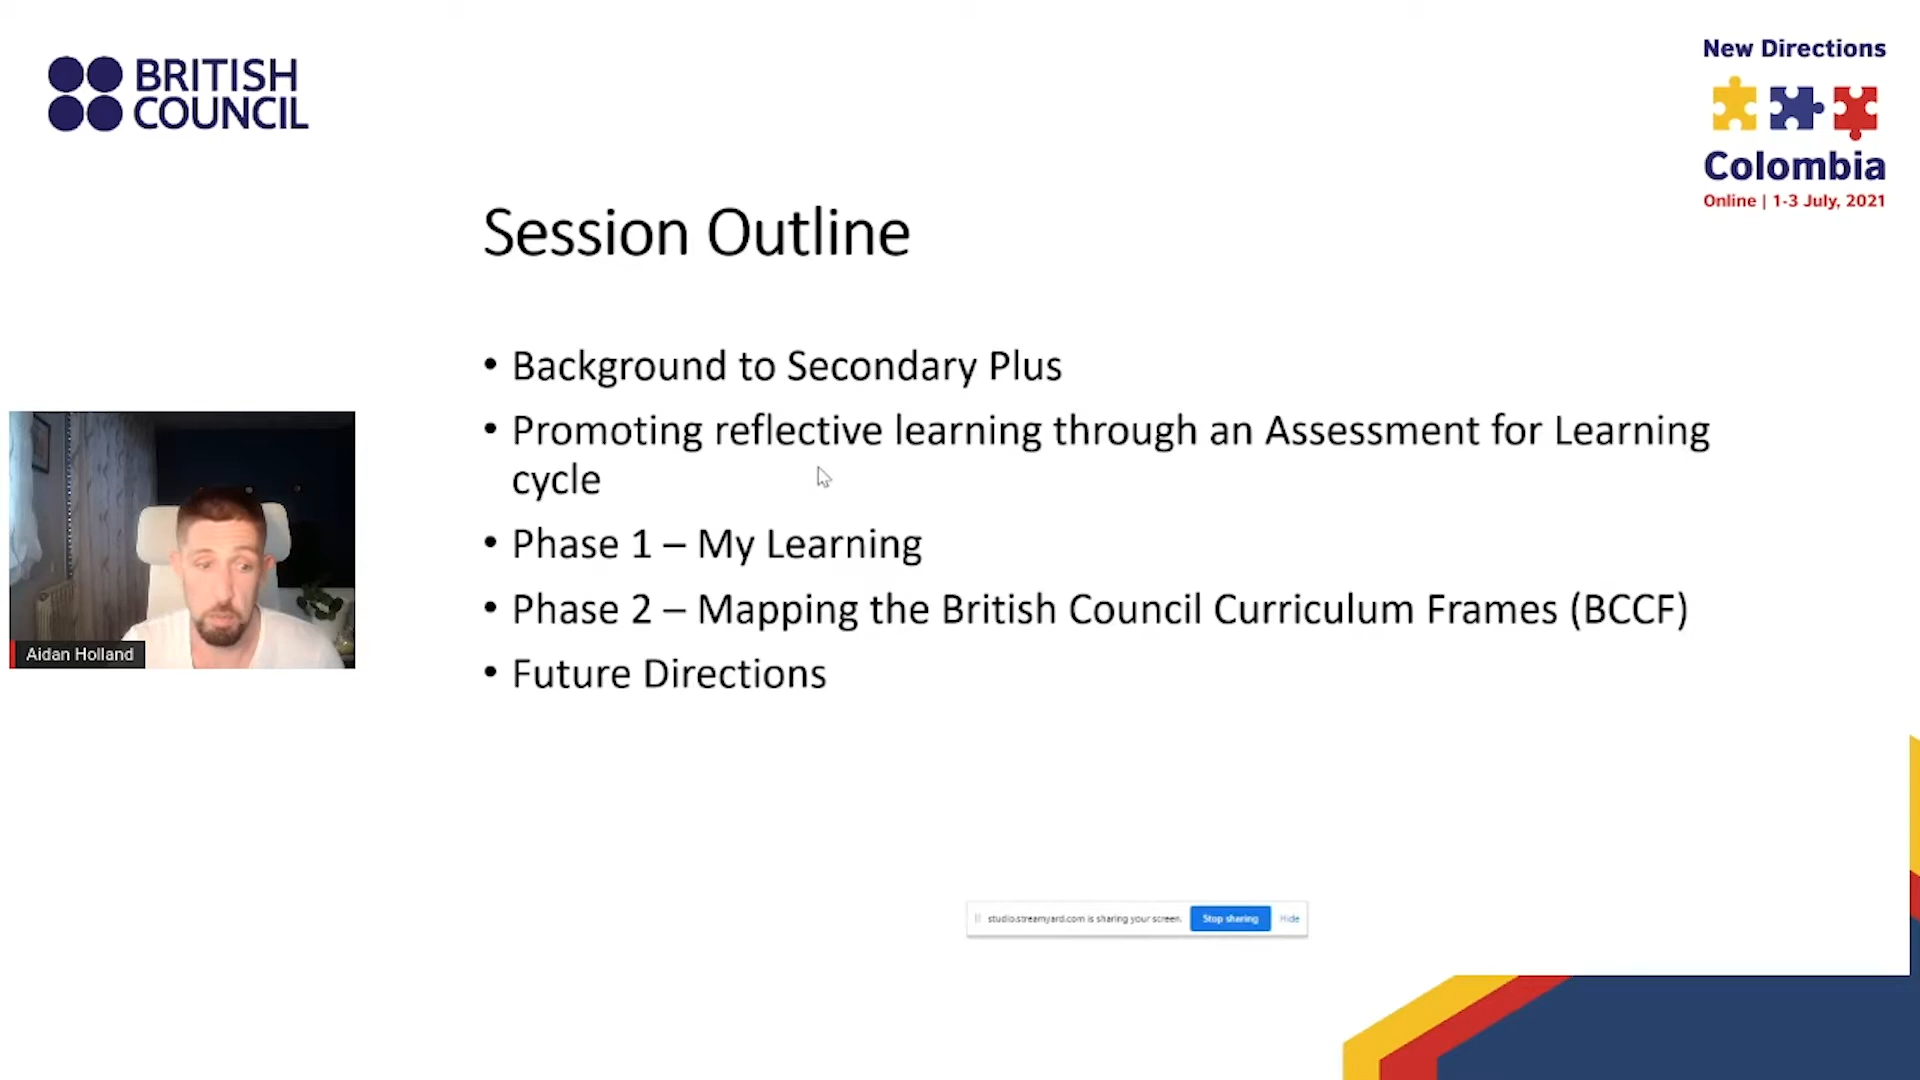 BRITISH
COUNCIL
New Directions
Colombia
Online | 1-3 July, 2021
Session Outline
• Background to Secondary Plus
• Promoting reflective learning through an Assessment for Learning
cycle
• Phase 1 – My Learning
• Phase 2 – Mapping the British Council Curriculum Frames (BCCF)
• Future Directions
Aidan Holland
studio.streamyard.com is sharing your screen. Stop sharing Hide